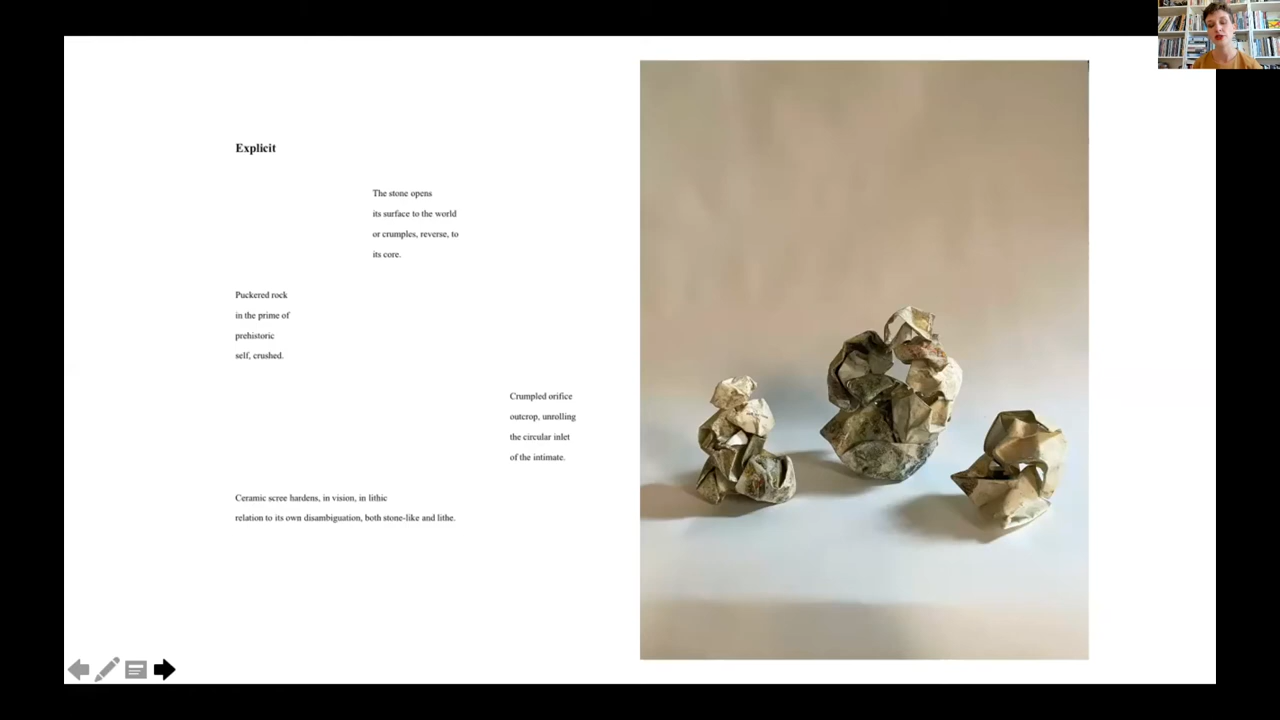 Explicit
The stone opens
its surface to the world
or crumples, reverse, to
its core.
Puckered rock
in the prime of
prehistoric
self, crushed.
Crumpled orifice
outcrop, unrolling
the circular inlet
of the intimate.
Ceramic scree hardens, in vision, in lithic
relation to its own disambiguation, both stone-like and lithe.